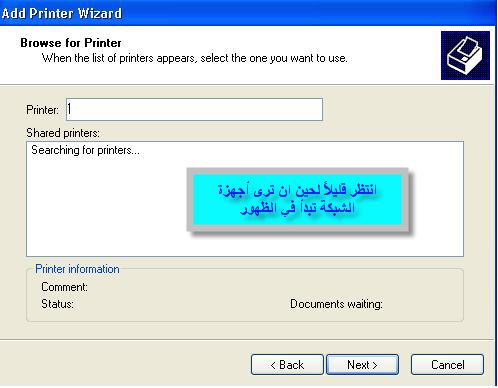 Add Printer Wizard
Browse for Printer
When the list of printers appears, select the one you want to use.
Printer: 1
Shared printers:
Searching for printers...
انتظر قليلاً لحين ان ترى أجهزة
الشبكة تبدأ في الظهور
Printer information
Comment:
Status: Documents waiting:
< Back Next > Cancel